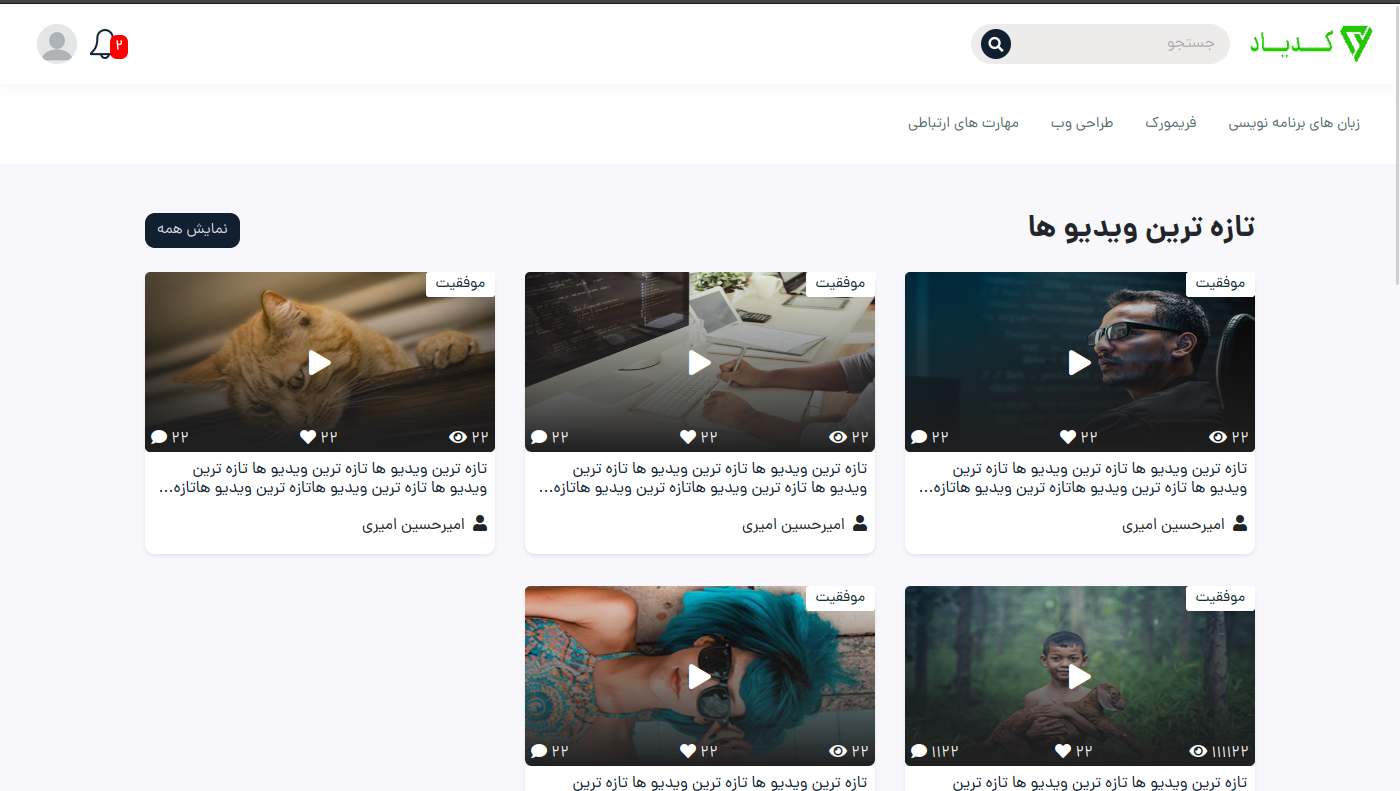 کــدیــاد
جستجو
۲
زبان های برنامه نویسی
فریمورک
طراحی وب
مهارت های ارتباطی
تازه ترین ویدیو ها
نمایش همه
موفقیت
۲۲ ۲۲ ۲۲
تازه ترین ویدیو ها تازه ترین ویدیو ها تازه ترین
ویدیو ها تازه ترین ویدیو هاتازه ترین ویدیو هاتازه...
امیرحسین امیری
موفقیت
۲۲ ۲۲ ۲۲
تازه ترین ویدیو ها تازه ترین ویدیو ها تازه ترین
ویدیو ها تازه ترین ویدیو هاتازه ترین ویدیو هاتازه...
امیرحسین امیری
موفقیت
۲۲ ۲۲ ۲۲
تازه ترین ویدیو ها تازه ترین ویدیو ها تازه ترین
ویدیو ها تازه ترین ویدیو هاتازه ترین ویدیو هاتازه...
امیرحسین امیری
موفقیت
۱۱۱۱۲۲ ۲۲ ۱۱۲۲
تازه ترین ویدیو ها تازه ترین ویدیو ها تازه ترین
موفقیت
۲۲ ۲۲ ۲۲
تازه ترین ویدیو ها تازه ترین ویدیو ها تازه ترین